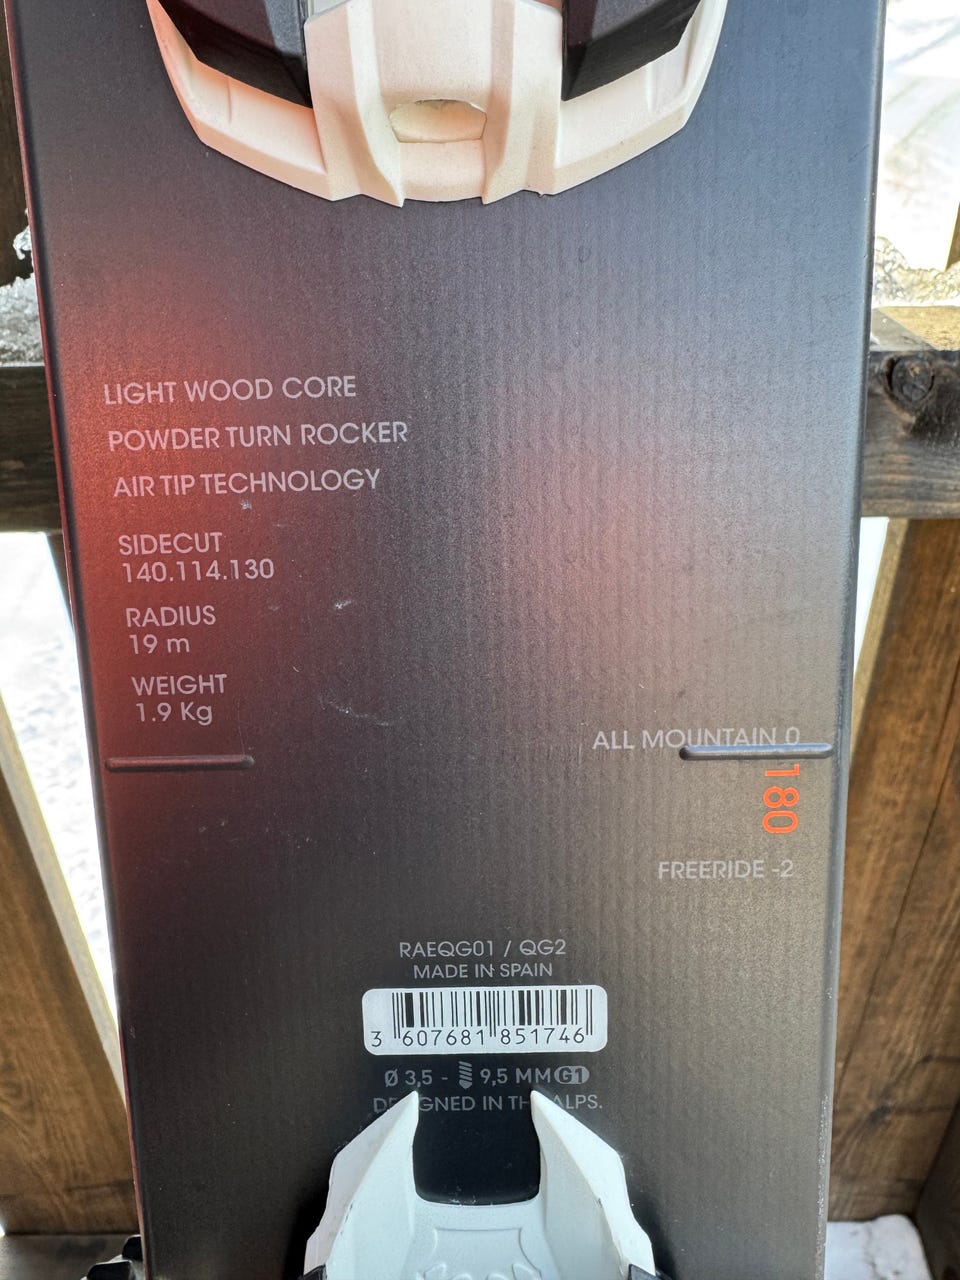 LIGHT WOOD CORE
POWDER TURN ROCKER
AIR TIP TECHNOLOGY
SIDECUT
140.114.130
RADIUS
19 m
WEIGHT
1.9 Kg
ALL MOUNTAIN 0
180
FREERIDE -2
RAEQG01 / QG2
MADE IN SPAIN
3 607681 851746
Ø 3,5 - 9,5 MM G1
IN ALPS.